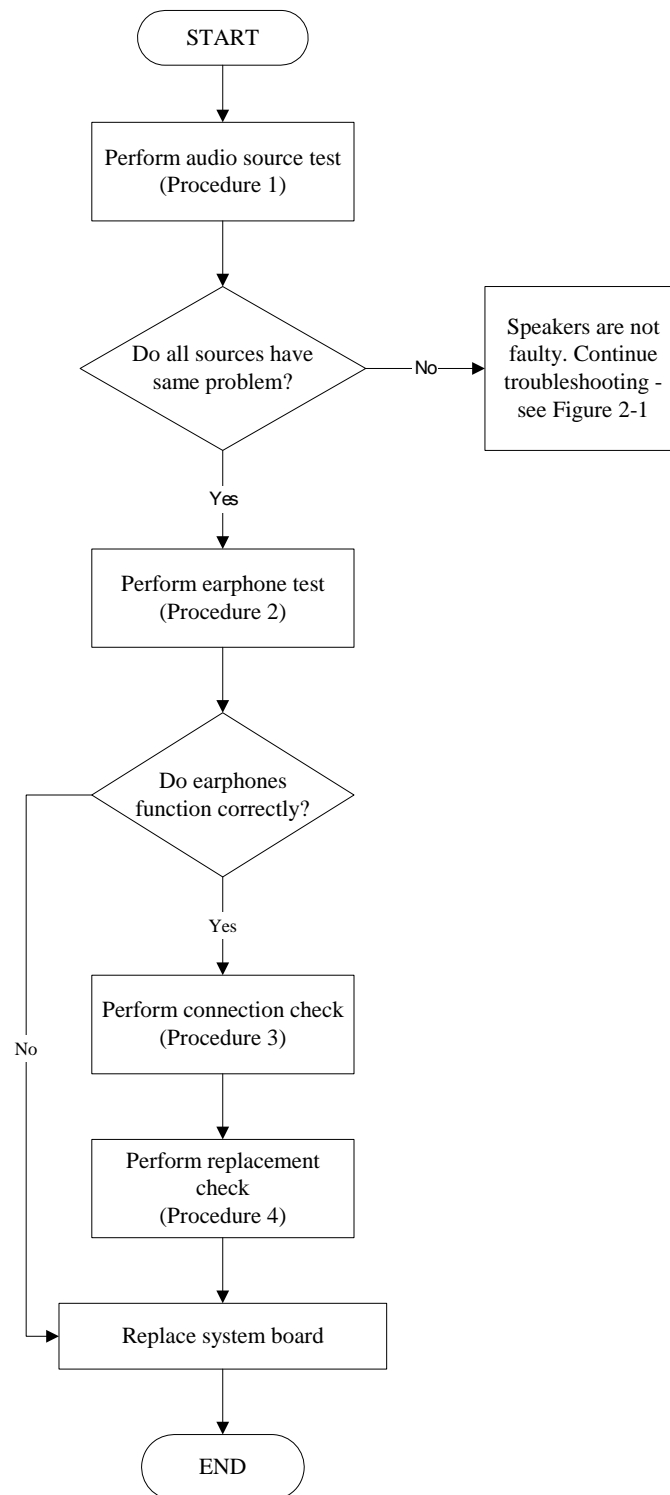 START
Perform audio source test
(Procedure 1)
Do all sources have
same problem?
No
Speakers are not
faulty. Continue
troubleshooting -
see Figure 2-1
Yes
Perform earphone test
(Procedure 2)
Do earphones
function correctly?
Yes
Perform connection check
(Procedure 3)
No
Perform replacement
check
(Procedure 4)
Replace system board
END